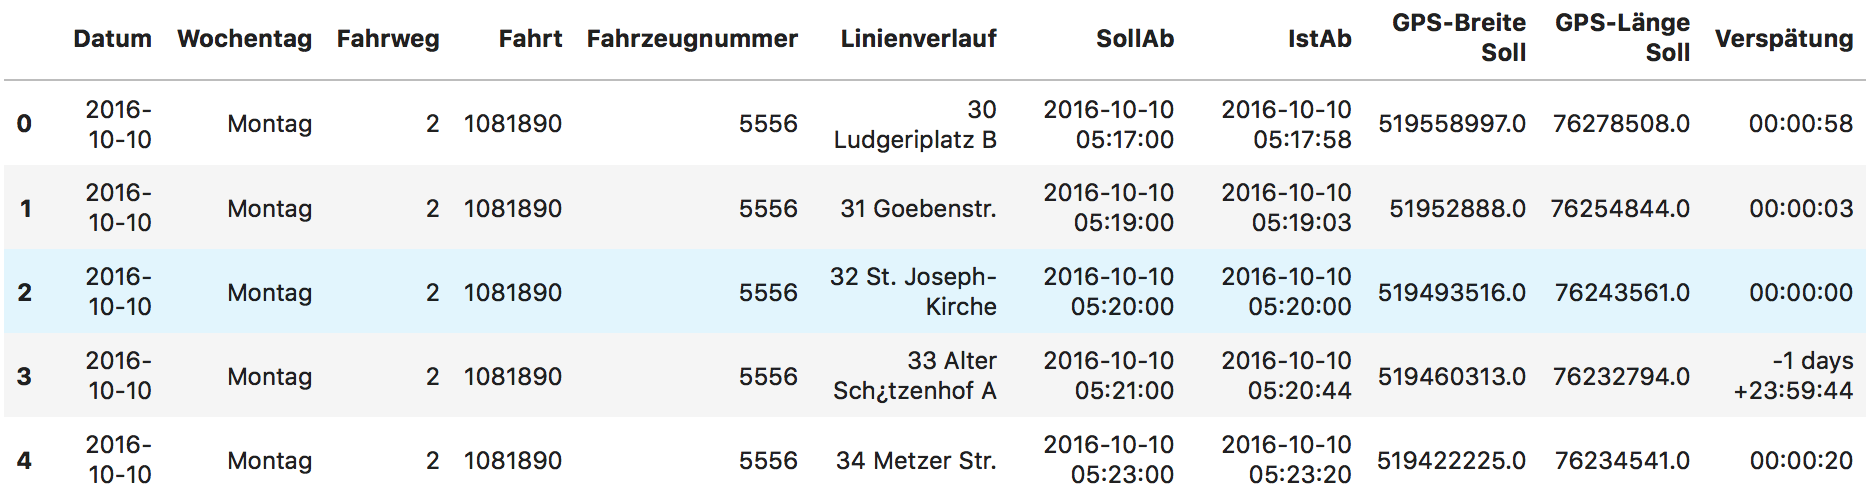 Datum Wochentag Fahrweg Fahrt Fahrzeugnummer Linienverlauf SollAb IstAb GPS-Breite Soll GPS-Länge Soll Verspätung
0 2016-10-10 Montag 2 1081890 5556 30 Ludgeriplatz B 2016-10-10 05:17:00 2016-10-10 05:17:58 519558997.0 76278508.0 00:00:58
1 2016-10-10 Montag 2 1081890 5556 31 Goebenstr. 2016-10-10 05:19:00 2016-10-10 05:19:03 51952888.0 76254844.0 00:00:03
2 2016-10-10 Montag 2 1081890 5556 32 St. Joseph-Kirche 2016-10-10 05:20:00 2016-10-10 05:20:00 519493516.0 76243561.0 00:00:00
3 2016-10-10 Montag 2 1081890 5556 33 Alter Sch¿tzenhof A 2016-10-10 05:21:00 2016-10-10 05:20:44 519460313.0 76232794.0 -1 days +23:59:44
4 2016-10-10 Montag 2 1081890 5556 34 Metzer Str. 2016-10-10 05:23:00 2016-10-10 05:23:20 519422225.0 76234541.0 00:00:20